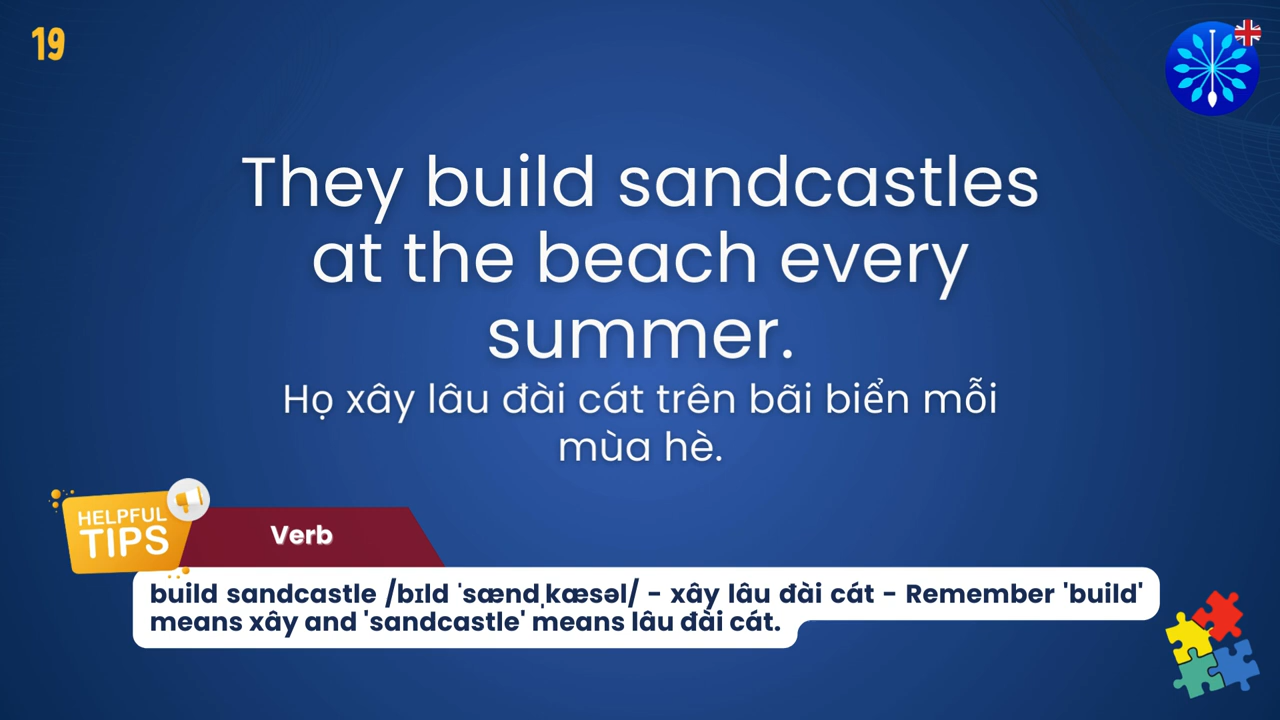 19
They build sandcastles
at the beach every
summer.
Họ xây lâu đài cát trên bãi biển mỗi
mùa hè.
HELPFUL
TIPS
Verb
build sandcastle /bɪld ˈsændˌkæsəl/ - xây lâu đài cát - Remember 'build'
means xây and 'sandcastle' means lâu đài cát.